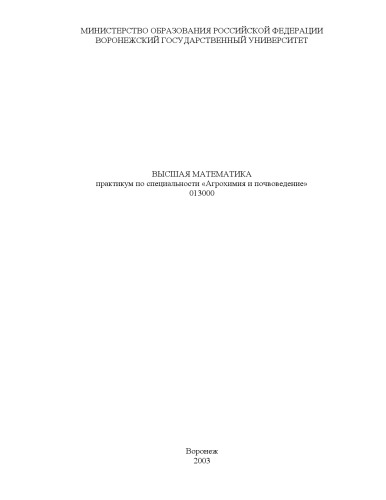 МИНИСТЕРСТВО ОБРАЗОВАНИЯ РОССИЙСКОЙ ФЕДЕРАЦИИ
ВОРОНЕЖСКИЙ ГОСУДАРСТВЕННЫЙ УНИВЕРСИТЕТ
ВЫСШАЯ МАТЕМАТИКА
практикум по специальности «Агрохимия и почвоведение»
013000
Воронеж
2003